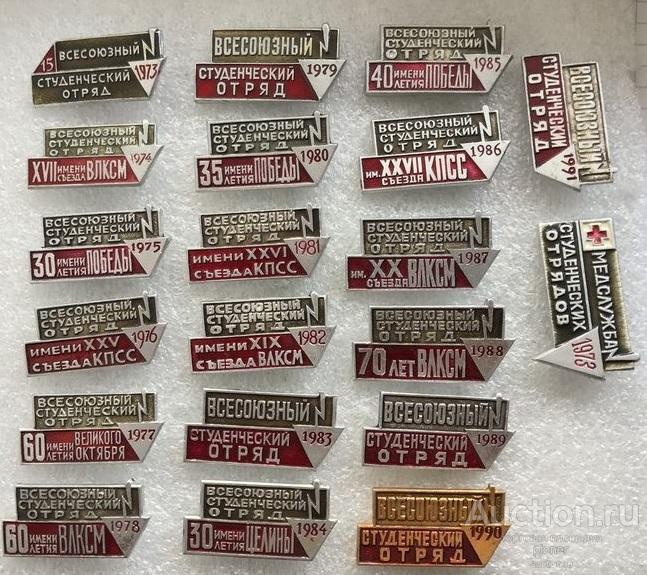 ВСЕСОЮЗНЫЙ
15
1973
СТУДЕНЧЕСКИЙ
ОТРЯД
ВСЕСОЮЗНЫЙ
СТУДЕНЧЕСКИЙ
ОТРЯД
1974
XVII ИМЕНИ СЪЕЗДА ВЛКСМ
ВСЕСОЮЗНЫЙ
СТУДЕНЧЕСКИЙ
ОТРЯД
1975
30 ИМЕНИ ЛЕТИЯ ПОБЕДЫ
ВСЕСОЮЗНЫЙ
СТУДЕНЧЕСКИЙ
ОТРЯД
1976
ИМЕНИ XXV
СЪЕЗДА КПСС
ВСЕСОЮЗНЫЙ
СТУДЕНЧЕСКИЙ
ОТРЯД
1977
60 ИМЕНИ ЛЕТИЯ ВЕЛИКОГО ОКТЯБРЯ
ВСЕСОЮЗНЫЙ
СТУДЕНЧЕСКИЙ
ОТРЯД
1978
60 ИМЕНИ ЛЕТИЯ ВЛКСМ
ВСЕСОЮЗНЫЙ
СТУДЕНЧЕСКИЙ
1979
ОТРЯД
ВСЕСОЮЗНЫЙ
СТУДЕНЧЕСКИЙ
ОТРЯД
1980
35 ИМЕНИ ЛЕТИЯ ПОБЕДЫ
ВСЕСОЮЗНЫЙ
СТУДЕНЧЕСКИЙ
ОТРЯД
1981
ИМЕНИ XXVI
СЪЕЗДА КПСС
ВСЕСОЮЗНЫЙ
СТУДЕНЧЕСКИЙ
ОТРЯД
1982
ИМЕНИ XIX
СЪЕЗДА ВЛКСМ
ВСЕСОЮЗНЫЙ
СТУДЕНЧЕСКИЙ
1983
ОТРЯД
ВСЕСОЮЗНЫЙ
СТУДЕНЧЕСКИЙ
ОТРЯД
1984
30 ИМЕНИ ЛЕТИЯ ЦЕЛИНЫ
ВСЕСОЮЗНЫЙ
СТУДЕНЧЕСКИЙ
ОТРЯД
1985
40 ИМЕНИ ЛЕТИЯ ПОБЕДЫ
ВСЕСОЮЗНЫЙ
СТУДЕНЧЕСКИЙ
ОТРЯД
1986
ИМ. XXVII СЪЕЗДА КПСС
ВСЕСОЮЗНЫЙ
СТУДЕНЧЕСКИЙ
ОТРЯД
1987
ИМ. XX СЪЕЗДА ВЛКСМ
ВСЕСОЮЗНЫЙ
СТУДЕНЧЕСКИЙ
ОТРЯД
1988
70 ЛЕТ ВЛКСМ
ВСЕСОЮЗНЫЙ
СТУДЕНЧЕСКИЙ
1989
ОТРЯД
ВСЕСОЮЗНЫЙ
СТУДЕНЧЕСКИЙ
1990
ОТРЯД
ВСЕСОЮЗНЫЙ
СТУДЕНЧЕСКИЙ
ОТРЯД
1991
МЕДСЛУЖБА
СТУДЕНЧЕСКИХ
ОТРЯДОВ
1973
Auction.ru
pioner